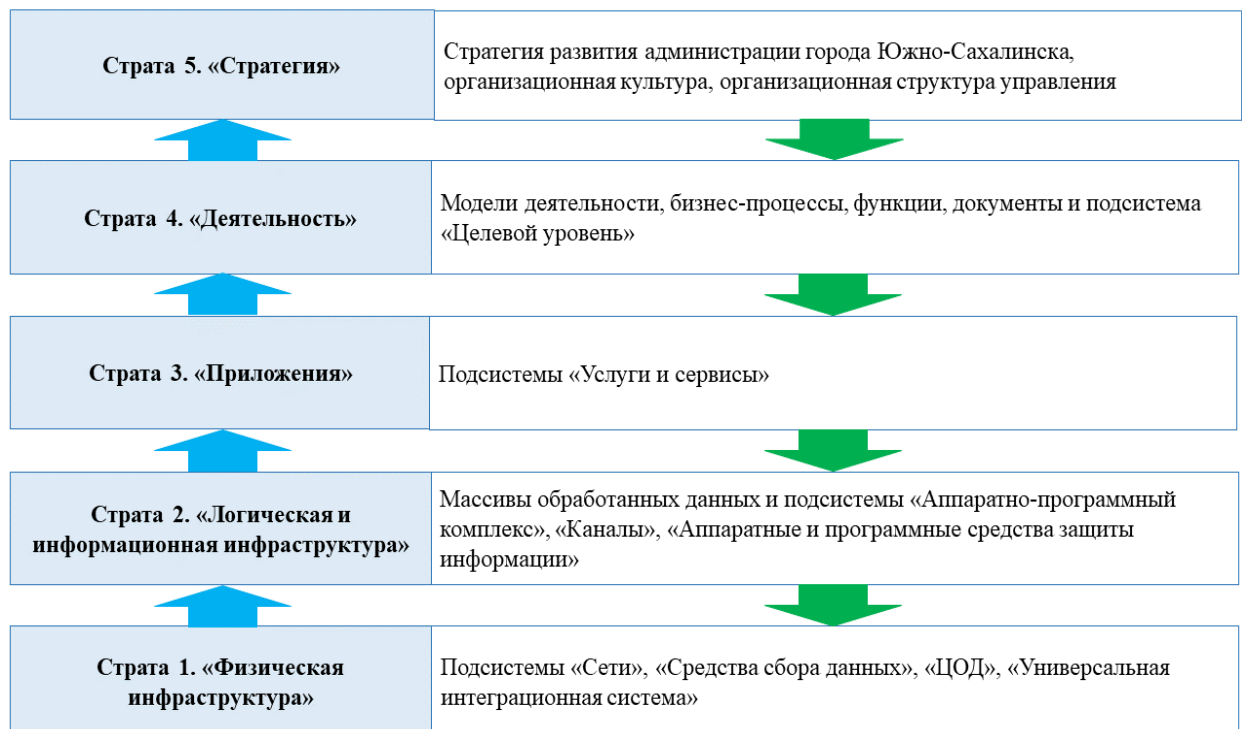 Страта 5. «Стратегия»
Стратегия развития администрации города Южно-Сахалинска,
организационная культура, организационная структура управления
Страта 4. «Деятельность»
Модели деятельности, бизнес-процессы, функции, документы и подсистема
«Целевой уровень»
Страта 3. «Приложения»
Подсистемы «Услуги и сервисы»
Страта 2. «Логическая и
информационная инфраструктура»
Массивы обработанных данных и подсистемы «Аппаратно-программный
комплекс», «Каналы», «Аппаратные и программные средства защиты
информации»
Страта 1. «Физическая
инфраструктура»
Подсистемы «Сети», «Средства сбора данных», «ЦОД», «Универсальная
интеграционная система»